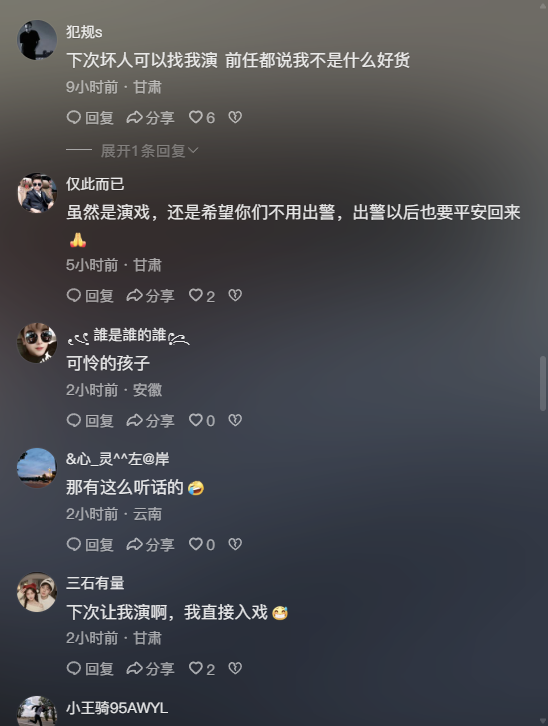 犯规s
下次坏人可以找我演 前任都说我不是什么好货
9小时前·甘肃
回复 分享 6
展开1条回复
仅此而已
虽然是演戏，还是希望你们不用出警，出警以后也要平安回来
🙏
5小时前·甘肃
回复 分享 2
誰是誰的誰
可怜的孩子
2小时前·安徽
回复 分享 0
&心_灵^^左@岸
那有这么听话的🤣
2小时前·云南
回复 分享 0
三石有量
下次让我演啊，我直接入戏😷
2小时前·甘肃
回复 分享 2
小王骑95AWYL